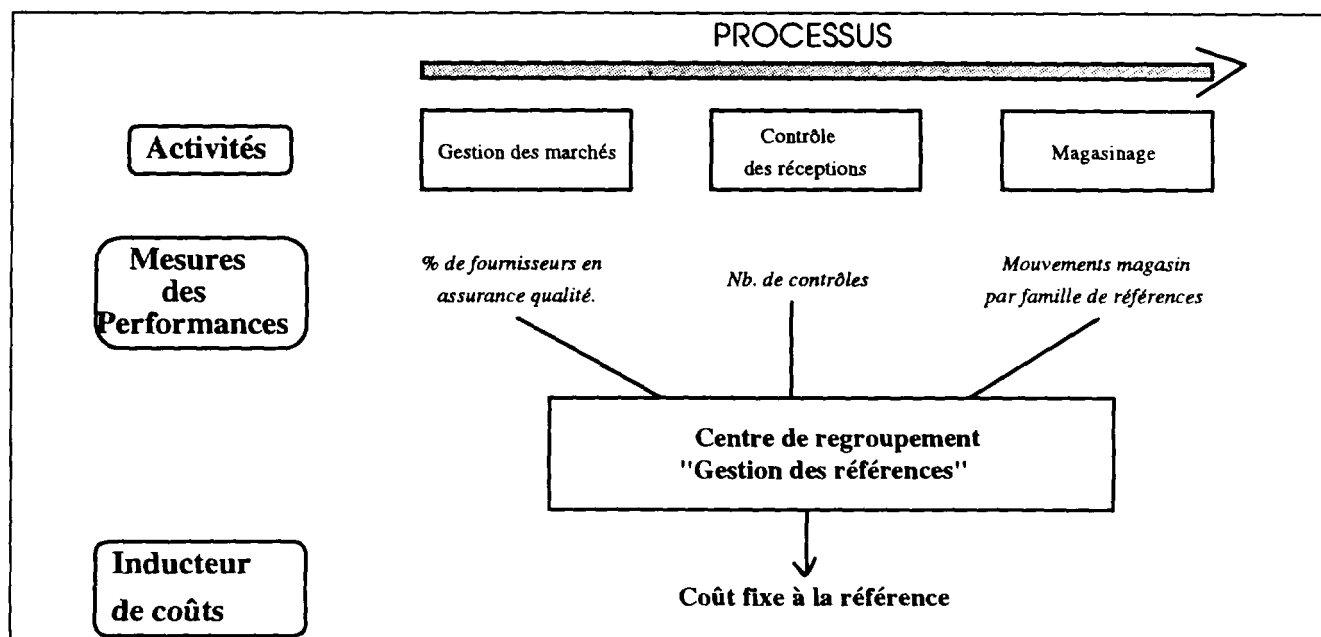 PROCESSUS
Activités
Gestion des marchés
Contrôle
des réceptions
Magasinage
Mesures
des
Performances
% de fournisseurs en
assurance qualité.
Nb. de contrôles
Mouvements magasin
par famille de références
Centre de regroupement
"Gestion des références"
Inducteur
de coûts
Coût fixe à la référence